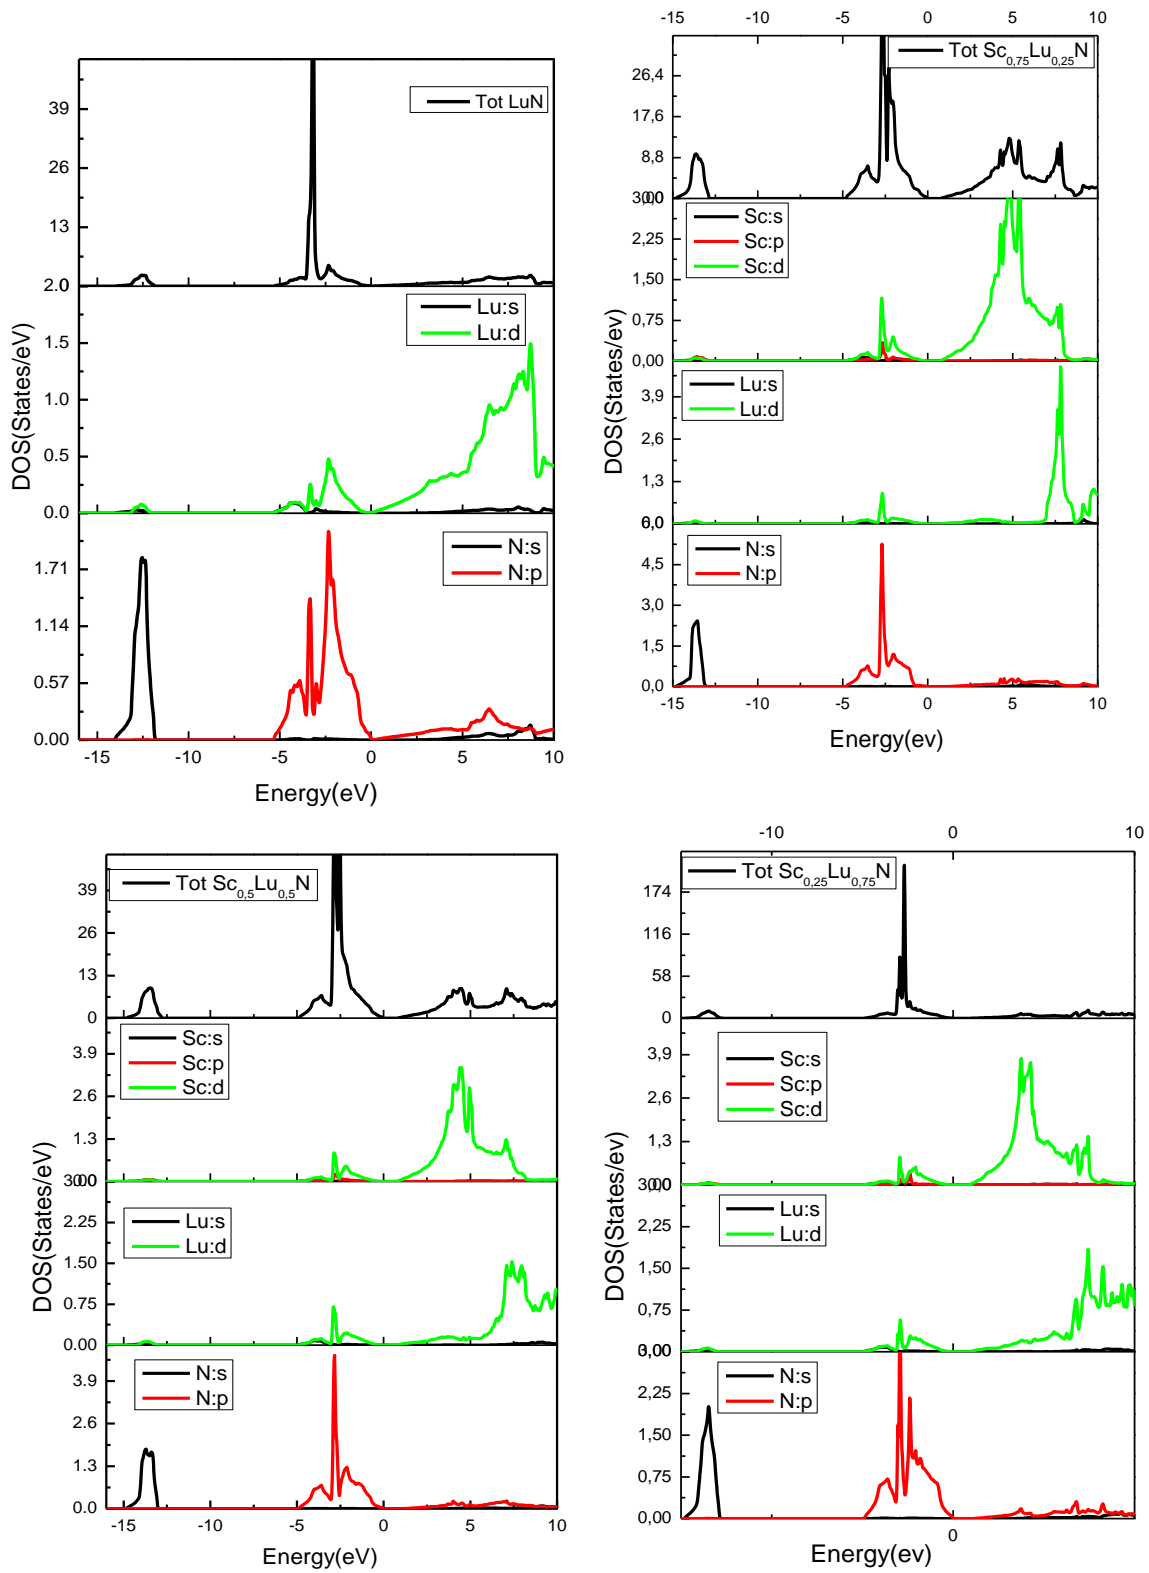 Tot LuN
39
26
13
2.0
Lu:s
Lu:d
1.5
1.0
0.5
0.0
N:s
N:p
1.71
1.14
0.57
0.00
-15 -10 -5 0 5 10
Energy(eV)
DOS(States/eV)
-15 -10 -5 0 5 10
Tot Sc0,75Lu0,25N
26,4
17,6
8,8
Sc:s
Sc:p
Sc:d
2,25
1,50
0,75
0,00
Lu:s
Lu:d
3,9
2,6
1,3
6,0
N:s
N:p
4,5
3,0
1,5
0,0
-15 -10 -5 0 5 10
Energy(ev)
DOS(States/ev)
Tot Sc0,5Lu0,5N
39
26
13
0
Sc:s
Sc:p
Sc:d
3.9
2.6
1.3
Lu:s
Lu:d
2.25
1.50
0.75
0.00
N:s
N:p
3.9
2.6
1.3
0.0
-15 -10 -5 0 5 10
Energy(eV)
DOS(States/eV)
-10 0 10
Tot Sc0,25Lu0,75N
174
116
58
0
Sc:s
Sc:p
Sc:d
3,9
2,6
1,3
Lu:s
Lu:d
2,25
1,50
0,75
N:s
N:p
2,25
1,50
0,75
0,00
0
Energy(ev)
DOS(States/ev)